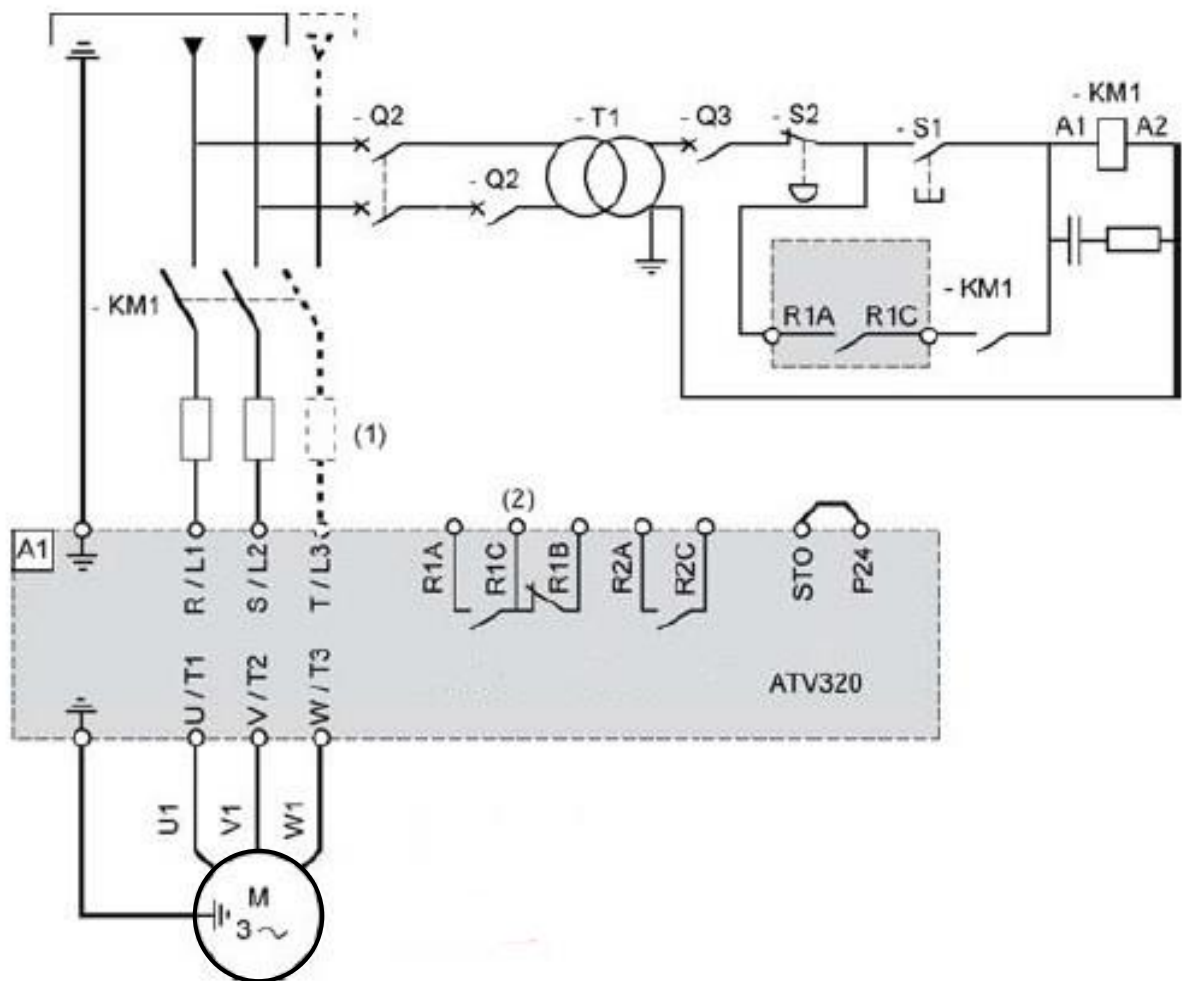 - Q2
- T1
- Q3
- S2
- S1
- KM1
A1
A2
- Q2
- KM1
- KM1
R1A
R1C
(1)
(2)
A1
R / L1
S / L2
T / L3
R1A
R1C
R1B
R2A
R2C
STO
P24
U / T1
V / T2
W / T3
ATV320
U1
V1
W1
M
3 ~